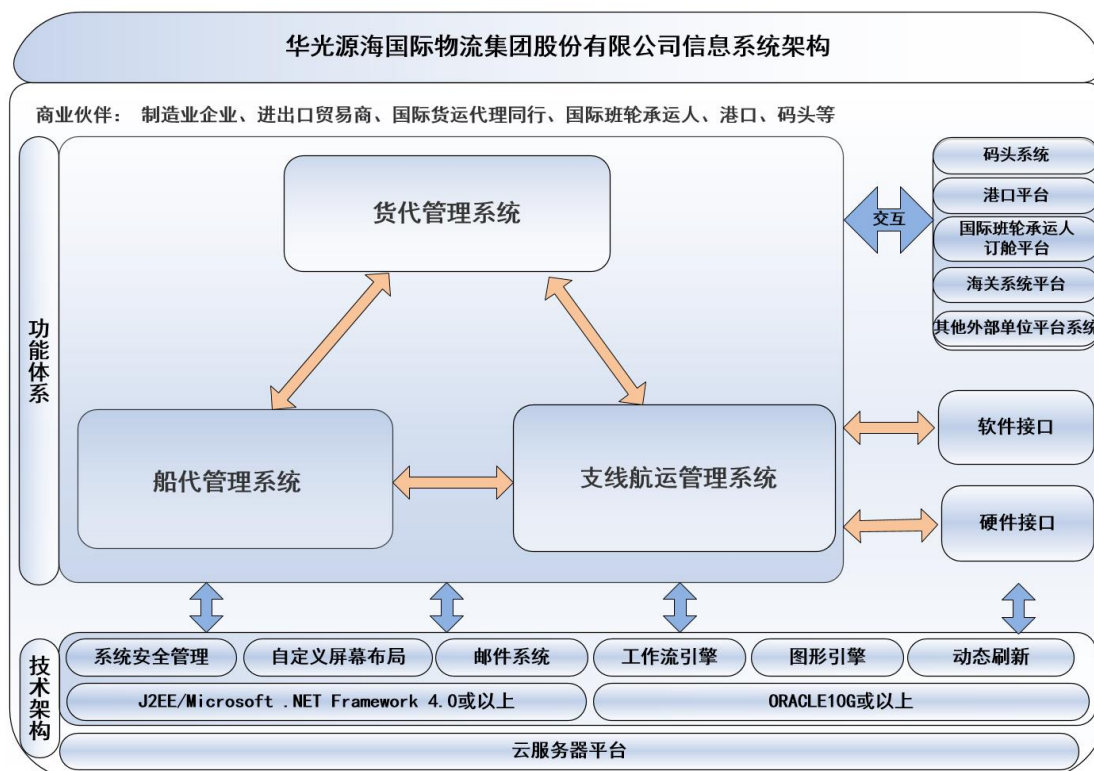 华光源海国际物流集团股份有限公司信息系统架构
商业伙伴： 制造业企业、进出口贸易商、国际货运代理同行、国际班轮承运人、港口、码头等
功能体系
货代管理系统
船代管理系统
支线航运管理系统
交互
码头系统
港口平台
国际班轮承运人
订舱平台
海关系统平台
其他外部单位平台系统
软件接口
硬件接口
技术架构
系统安全管理
自定义屏幕布局
邮件系统
工作流引擎
图形引擎
动态刷新
J2EE/Microsoft .NET Framework 4.0或以上
ORACLE10G或以上
云服务器平台